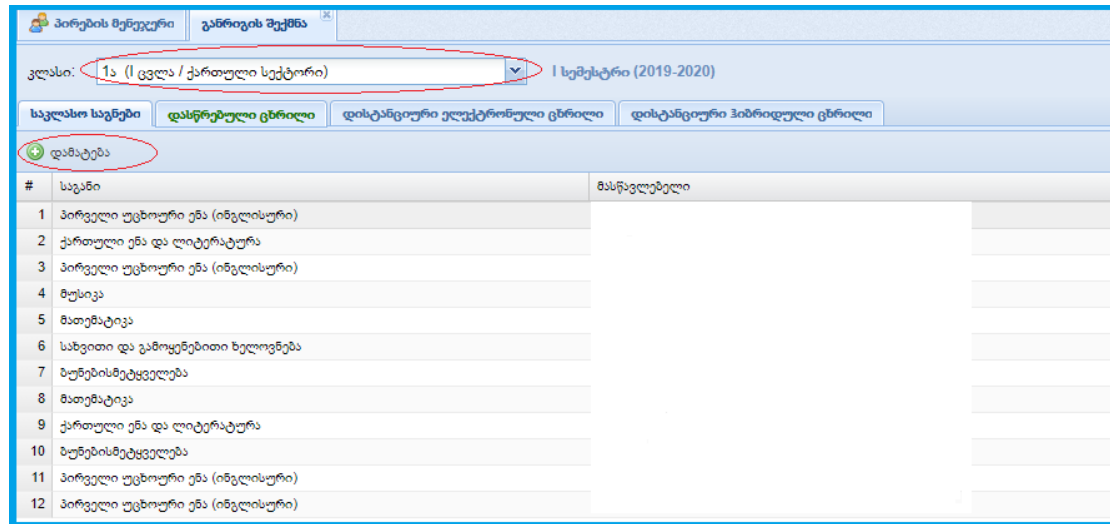 პირების მენეჯერი განრიგის შექმნა
კლასი: 1ა (I ცვლა / ქართული სექტორი) I სემესტრი (2019-2020)
საკლასო საგნები დასწრებული ცხრილი დისტანციური ელექტრონული ცხრილი დისტანციური ჰიბრიდული ცხრილი
დამატება
# საგანი მასწავლებელი
1 პირველი უცხოური ენა (ინგლისური)
2 ქართული ენა და ლიტერატურა
3 პირველი უცხოური ენა (ინგლისური)
4 მუსიკა
5 მათემატიკა
6 სახვითი და გამოყენებითი ხელოვნება
7 ბუნებისმეტყველება
8 მათემატიკა
9 ქართული ენა და ლიტერატურა
10 ბუნებისმეტყველება
11 პირველი უცხოური ენა (ინგლისური)
12 პირველი უცხოური ენა (ინგლისური)